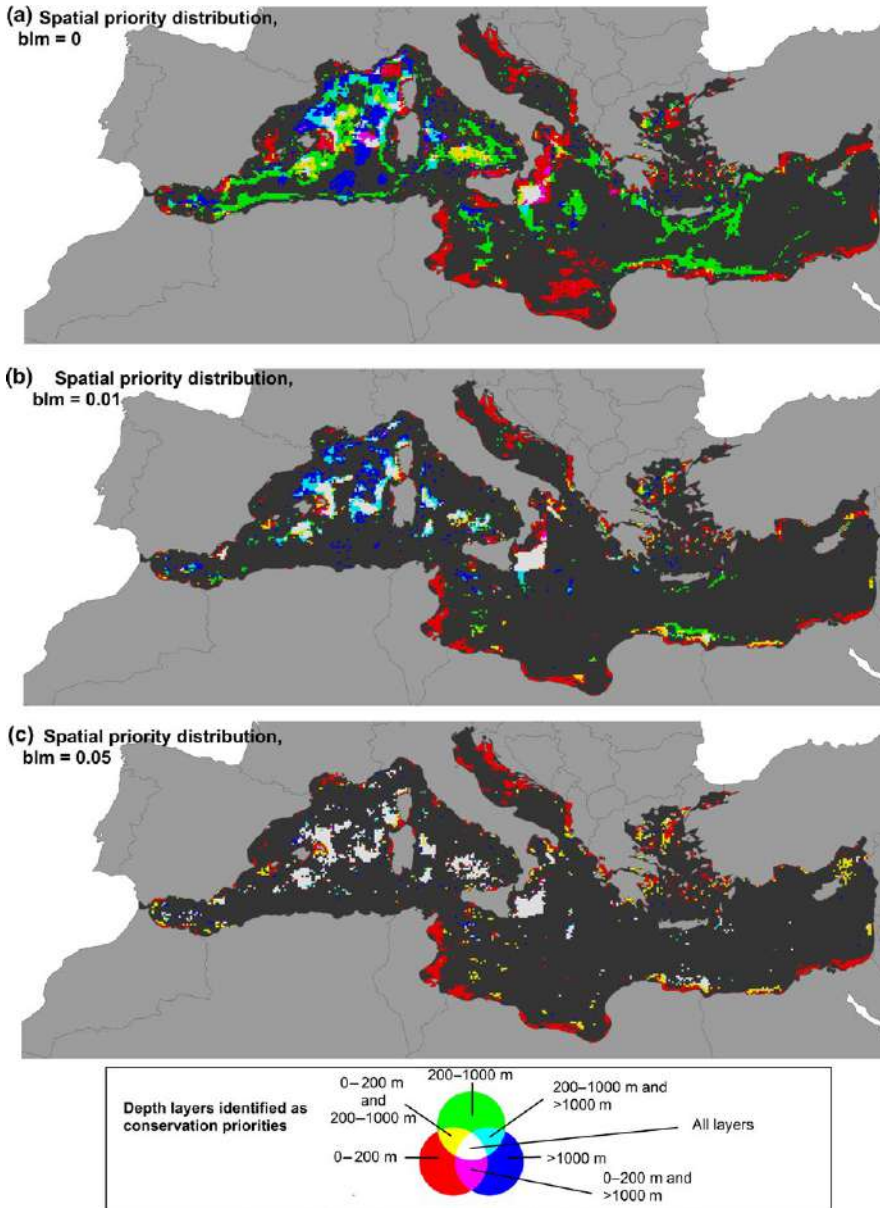 (a) Spatial priority distribution,
blm = 0
(b) Spatial priority distribution,
blm = 0.01
(c) Spatial priority distribution,
blm = 0.05
Depth layers identified as
conservation priorities
0–200 m
and
200–1000 m
200–1000 m
200–1000 m and
>1000 m
All layers
0–200 m
>1000 m
0–200 m and
>1000 m